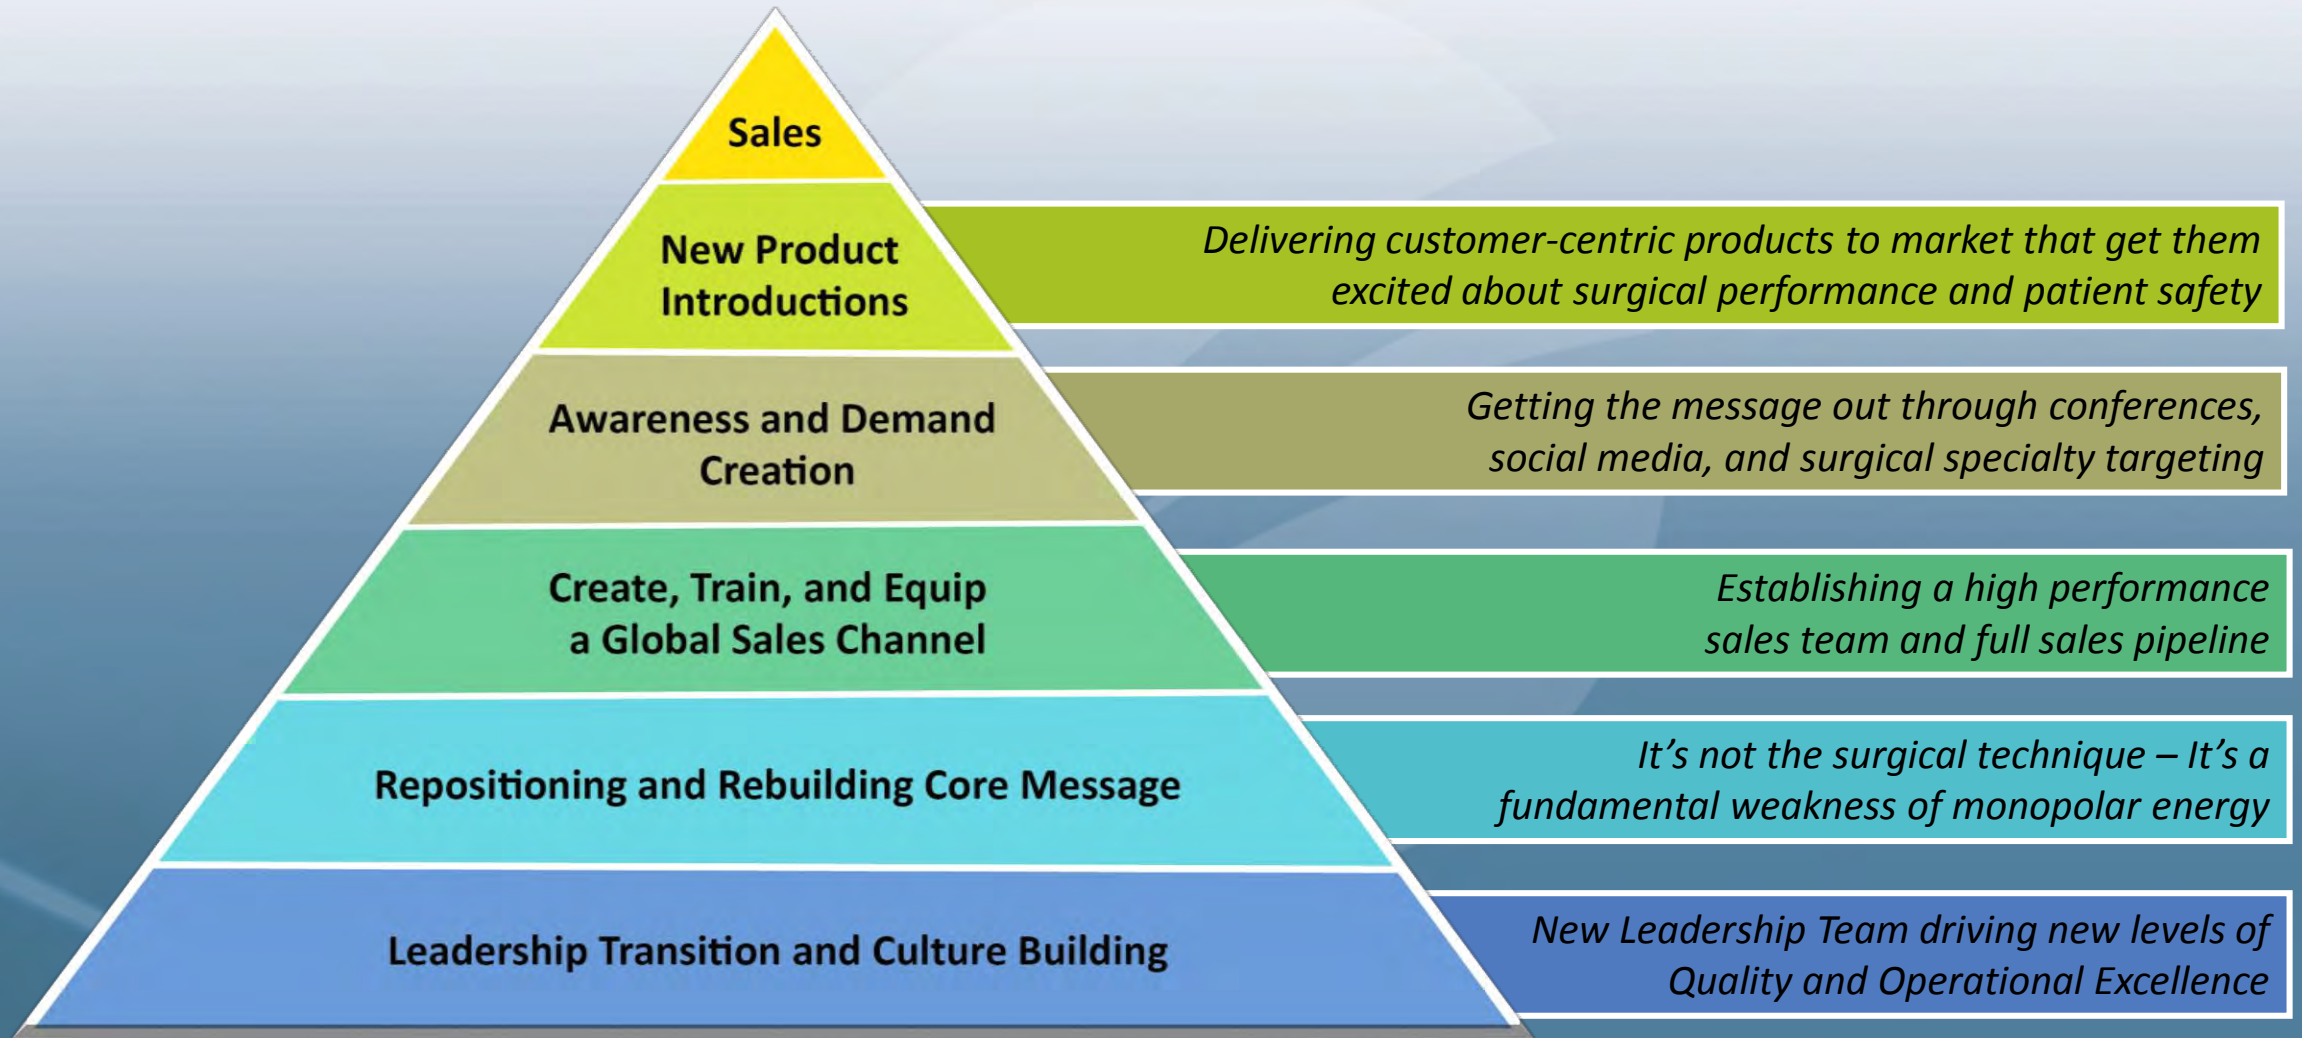 Sales
New Product
Introductions
Delivering customer-centric products to market that get them
excited about surgical performance and patient safety
Awareness and Demand
Creation
Getting the message out through conferences,
social media, and surgical specialty targeting
Create, Train, and Equip
a Global Sales Channel
Establishing a high performance
sales team and full sales pipeline
Repositioning and Rebuilding Core Message
It’s not the surgical technique – It’s a
fundamental weakness of monopolar energy
Leadership Transition and Culture Building
New Leadership Team driving new levels of
Quality and Operational Excellence